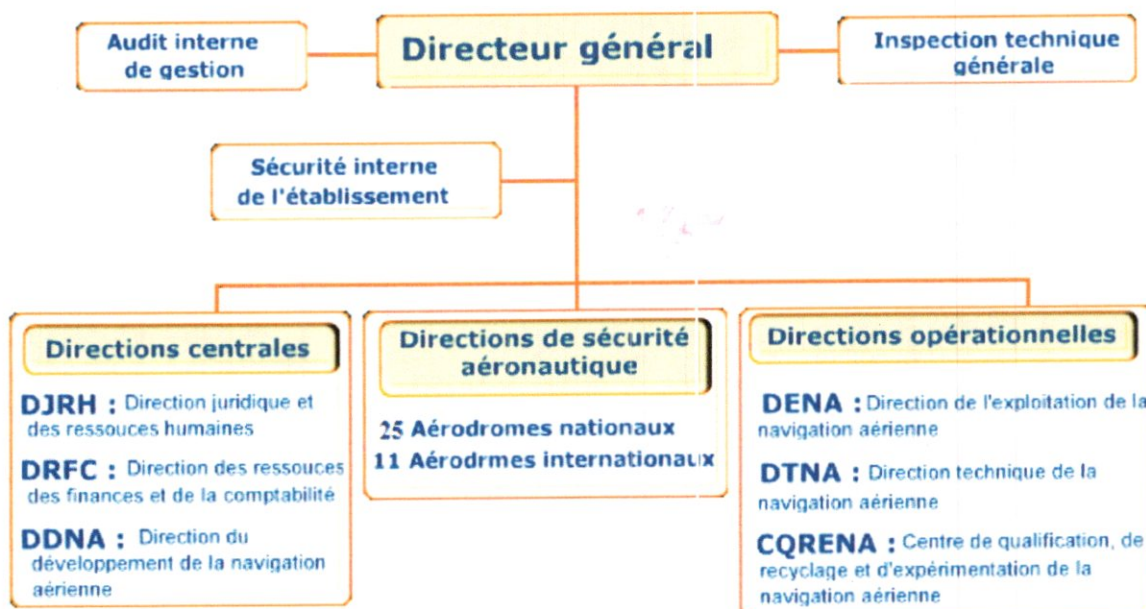 Audit interne
de gestion
Directeur général
Inspection technique
générale
Sécurité interne
de l'établissement
Directions centrales
DJRH : Direction juridique et
des ressouces humaines
DRFC : Direction des ressouces
des finances et de la comptabilité
DDNA : Direction du
développement de la navigation
aérienne
Directions de sécurité
aéronautique
25 Aérodromes nationaux
11 Aérodrmes internationaux
Directions opérationnelles
DENA : Direction de l'exploitation de la
navigation aérienne
DTNA : Direction technique de la
navigation aérienne
CQRENA : Centre de qualification, de
recyclage et d'expérimentation de la
navigation aérienne